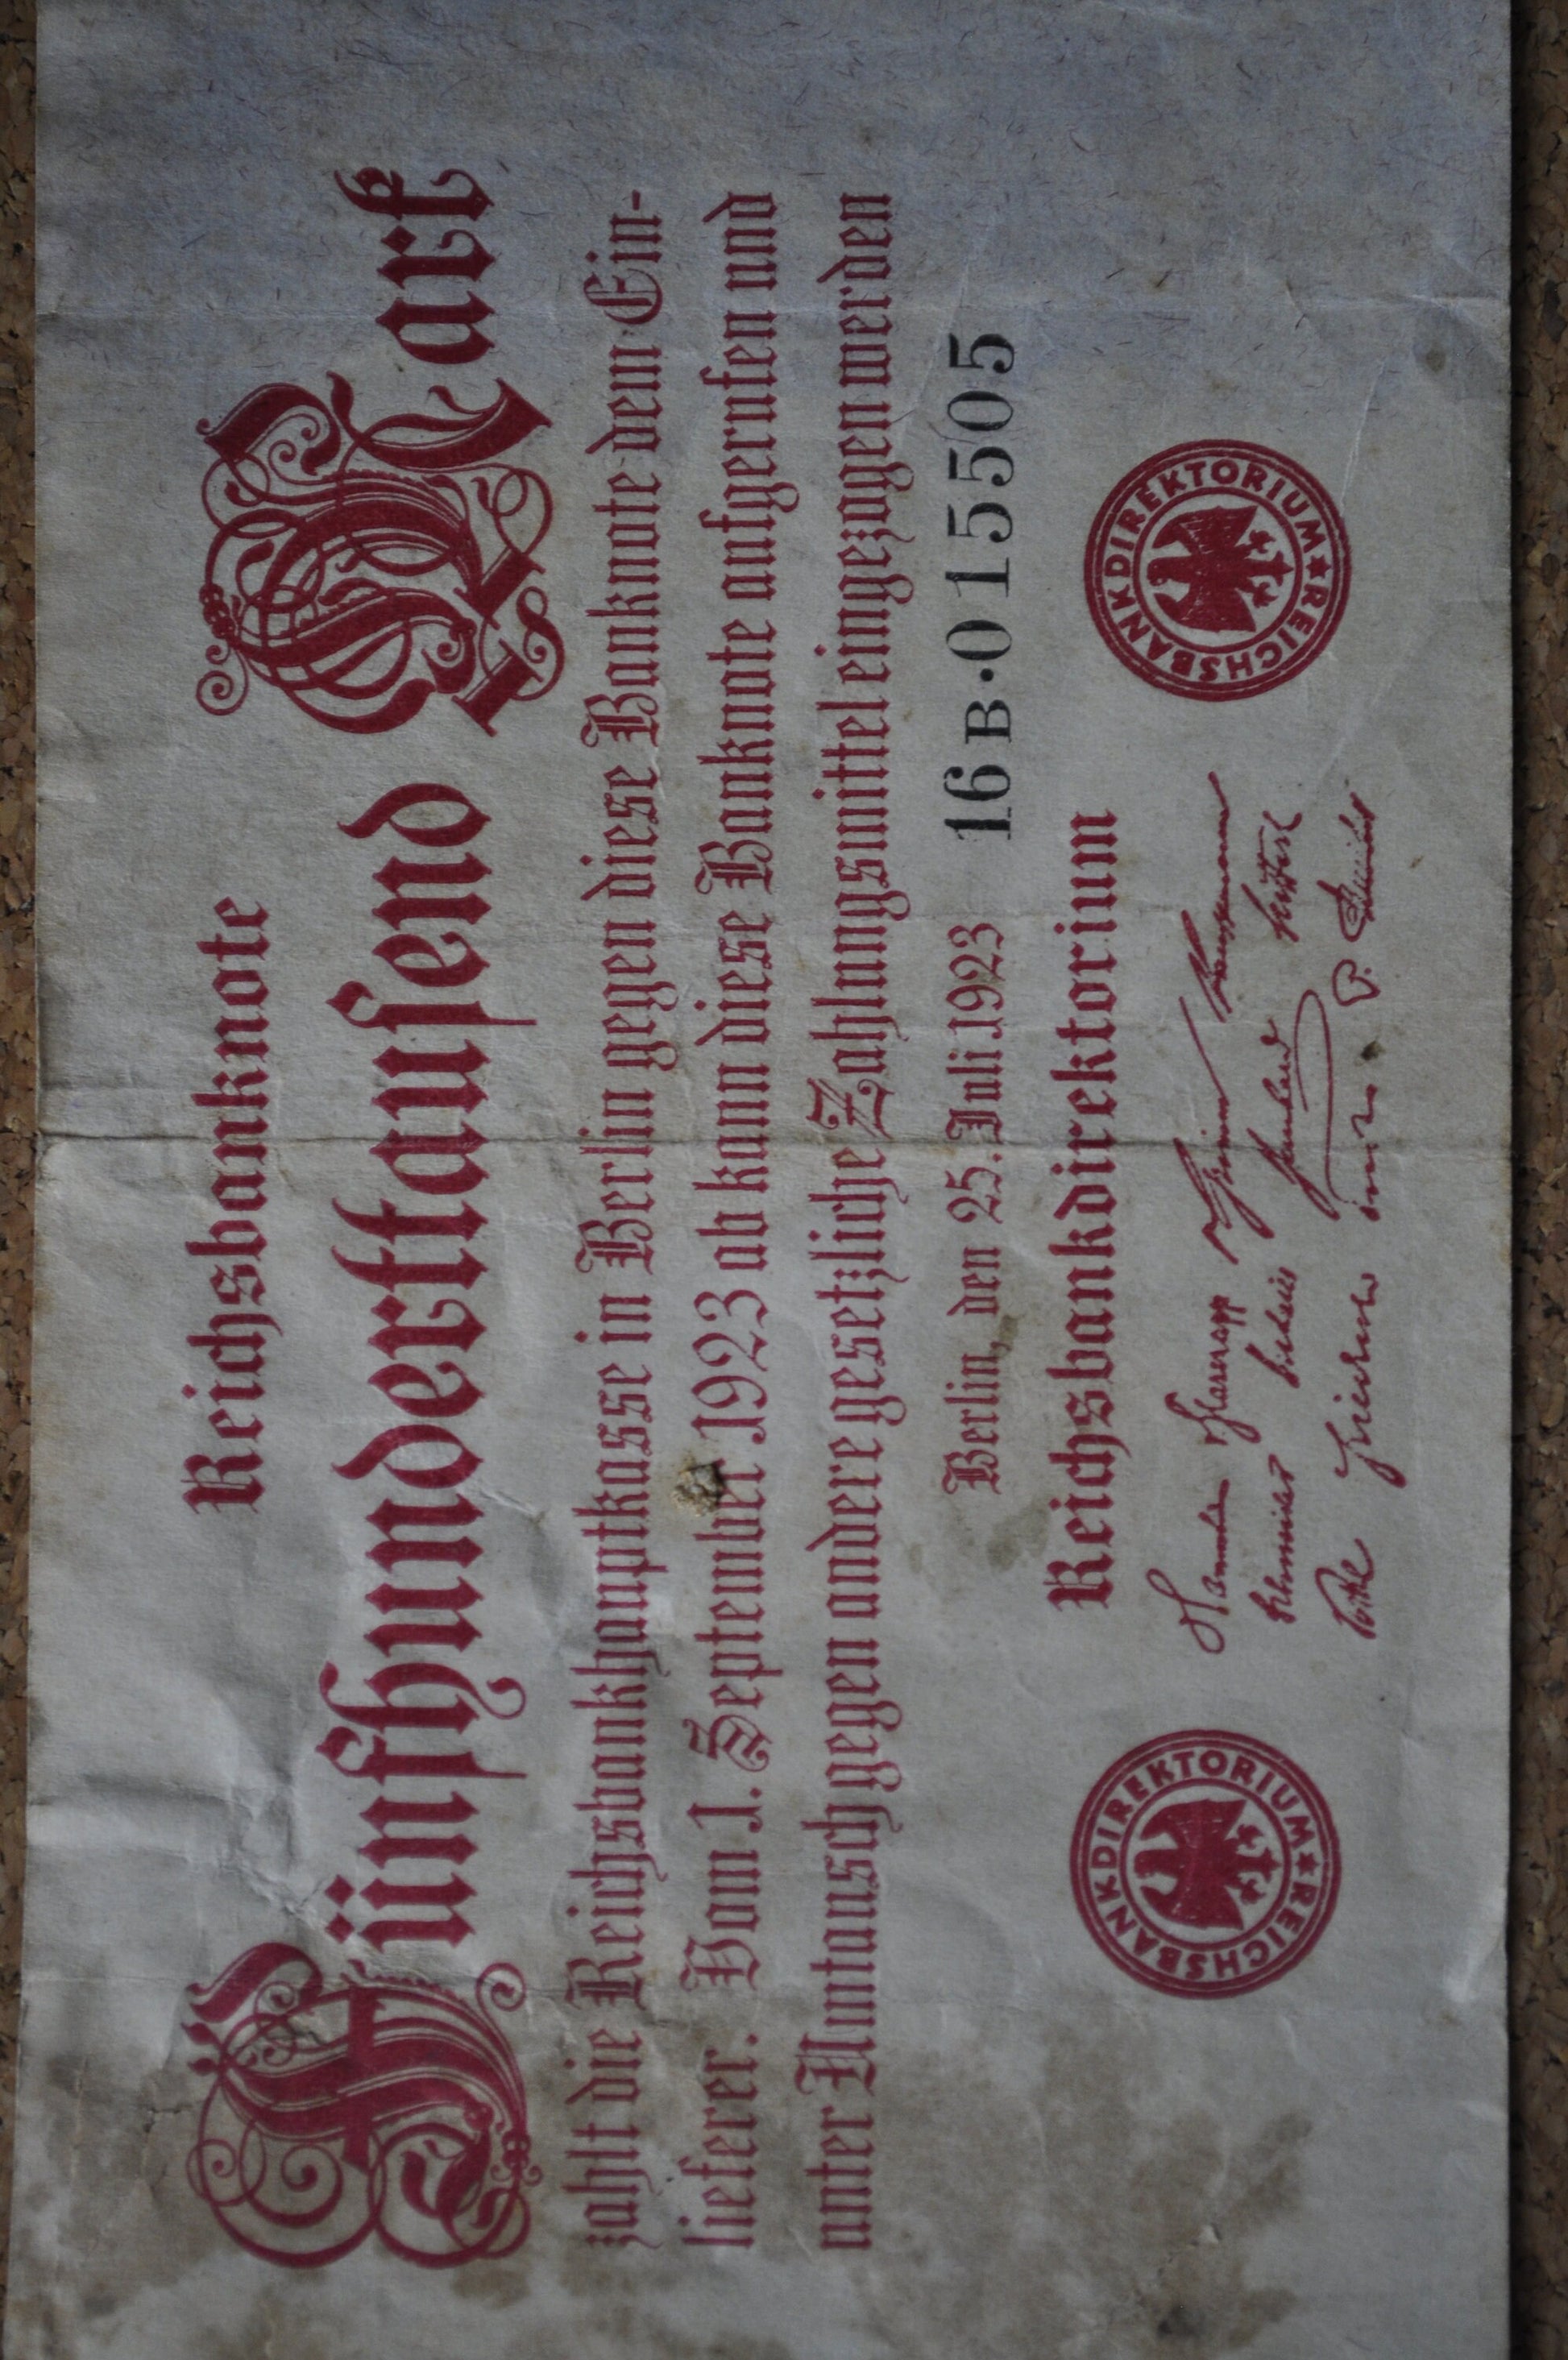 Reichsbanknote
Fünfhunderttausend Mark
zahlt die Reichsbankhauptkasse in Berlin gegen diese Banknote dem Ein-
lieferer. Vom 1. September 1923 ab kann diese Banknote aufgerufen und
unter Umtausch gegen andere gesetzliche Zahlungsmittel eingezogen werden
Berlin, den 25. Juli 1923 16B·015505
Reichsbankdirektorium
REICHSBANKDIREKTORIUM
REICHSBANKDIREKTORIUM